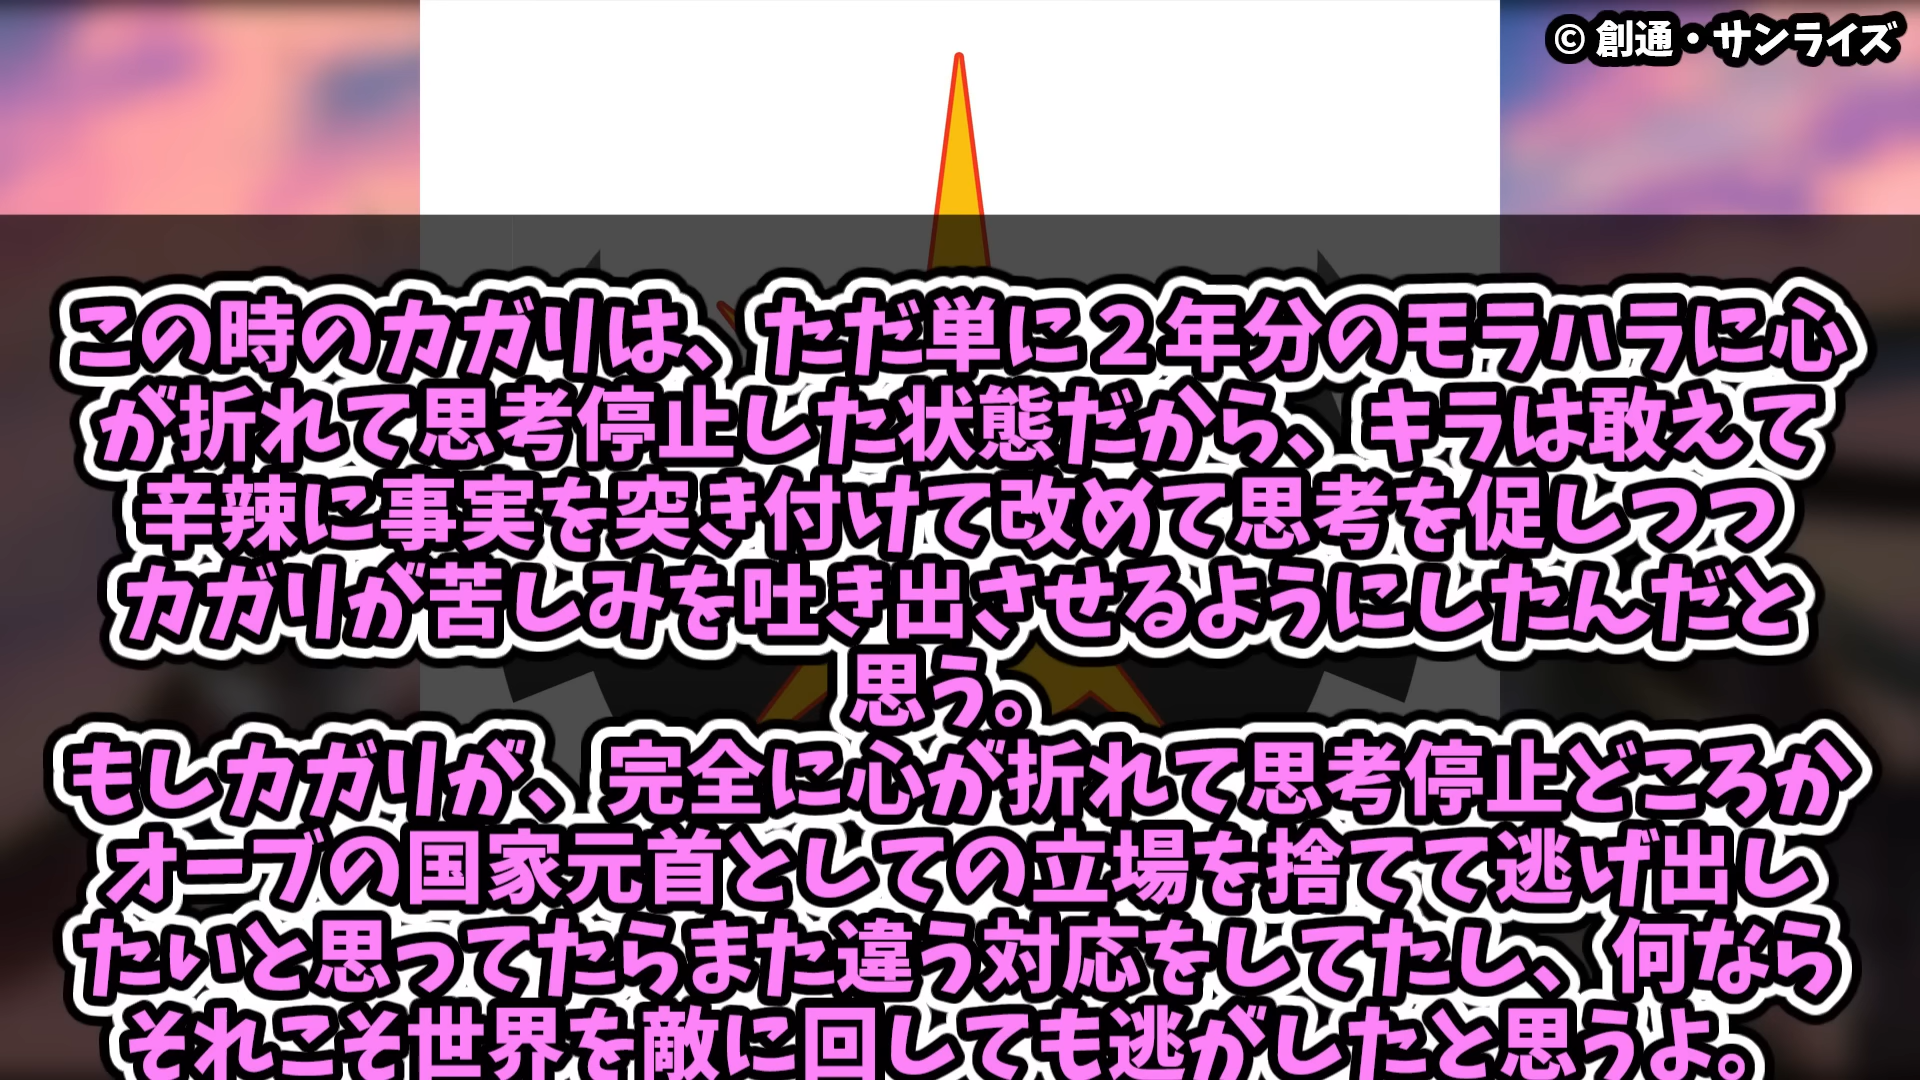 © 創通・サンライズ
この時のカガリは、ただ単に２年分のモラハラに心
が折れて思考停止した状態だから、キラは敢えて
辛辣に事実を突き付けて改めて思考を促しつつ
カガリが苦しみを吐き出させるようにしたんだと
思う。
もしカガリが、完全に心が折れて思考停止どころか
オーブの国家元首としての立場を捨てて逃げ出し
たいと思ってたらまた違う対応をしてたし、何なら
それこそ世界を敵に回しても逃がしたと思うよ。